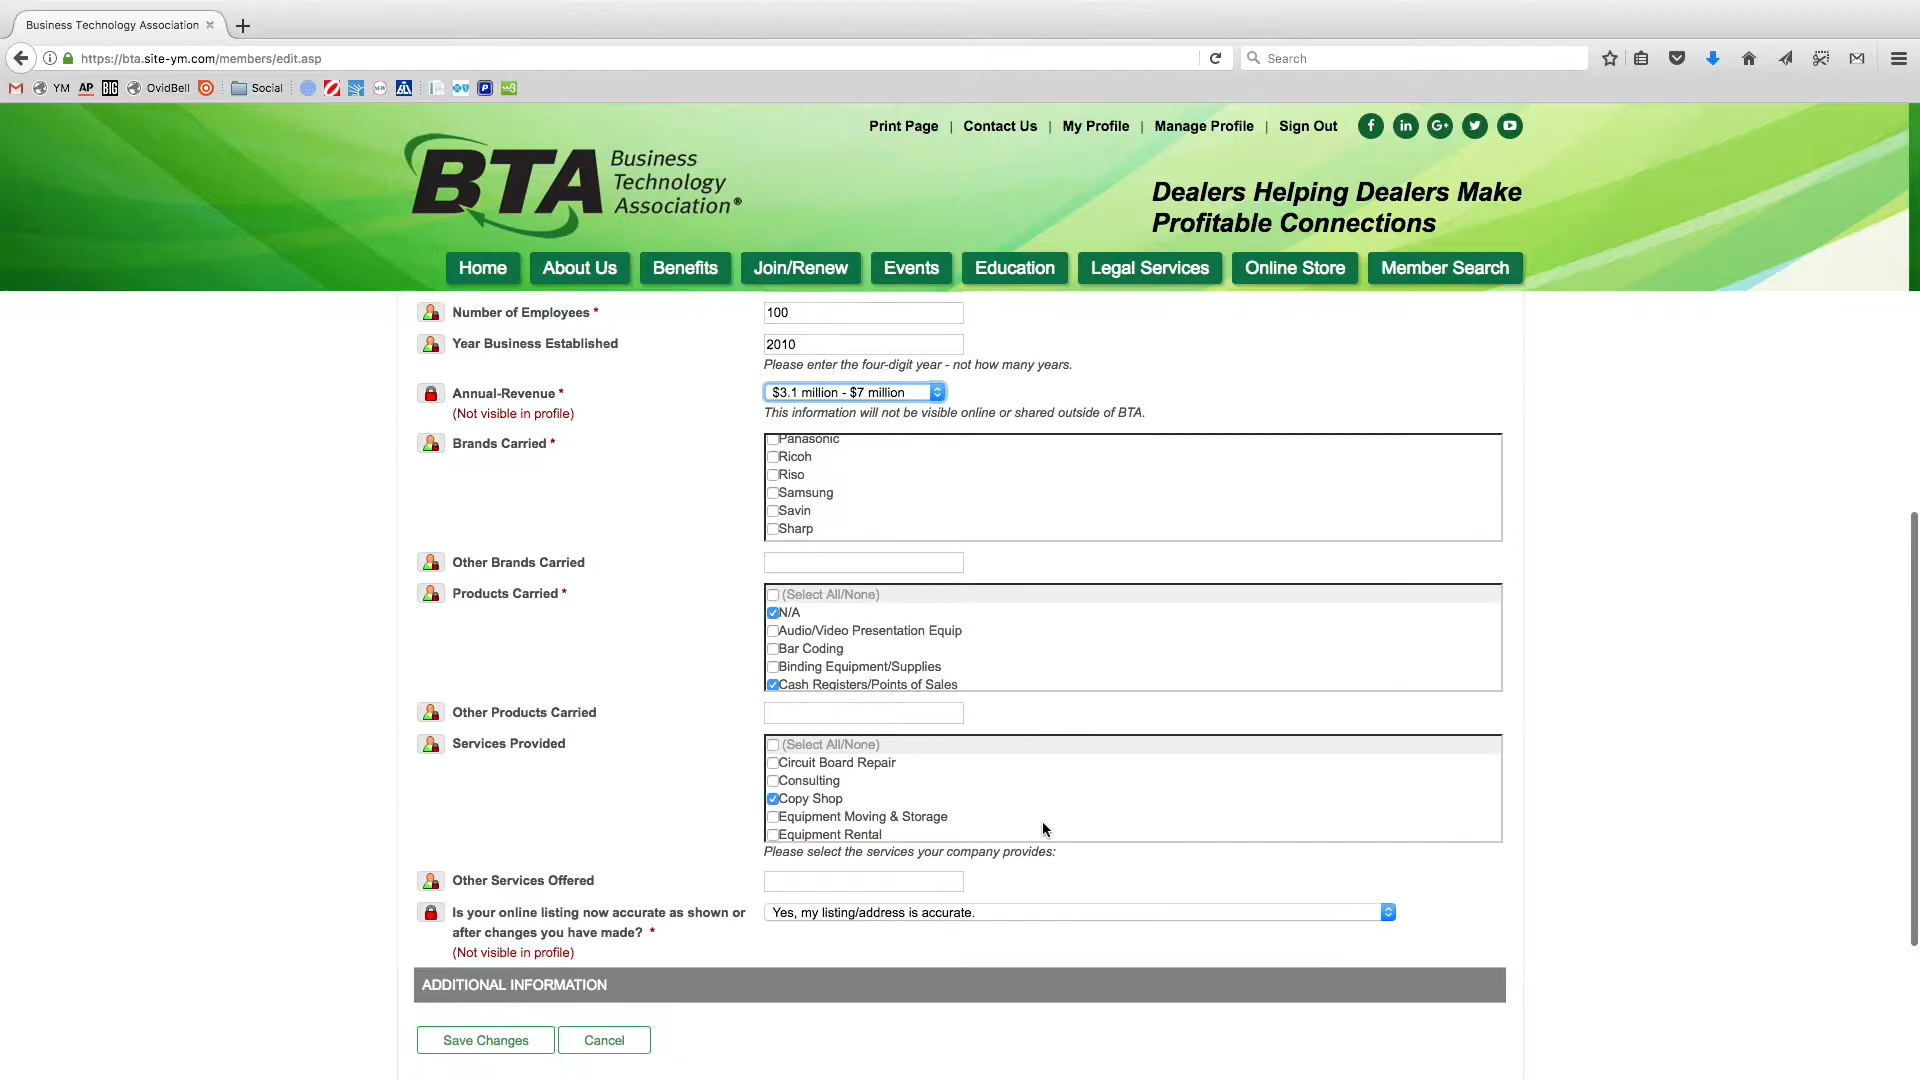 Business Technology Association
https://bta.site-ym.com/members/edit.asp
Search
YM
AP
BIG
OvidBell
Social
Print Page | Contact Us | My Profile | Manage Profile | Sign Out
BTA Business Technology Association®
Dealers Helping Dealers Make
Profitable Connections
Home About Us Benefits Join/Renew Events Education Legal Services Online Store Member Search
Number of Employees * 100
Year Business Established 2010
Please enter the four-digit year - not how many years.
Annual-Revenue * $3.1 million - $7 million
(Not visible in profile) This information will not be visible online or shared outside of BTA.
Brands Carried *
Panasonic
Ricoh
Riso
Samsung
Savin
Sharp
Other Brands Carried
Products Carried * (Select All/None)
N/A
Audio/Video Presentation Equip
Bar Coding
Binding Equipment/Supplies
Cash Registers/Points of Sales
Other Products Carried
Services Provided (Select All/None)
Circuit Board Repair
Consulting
Copy Shop
Equipment Moving & Storage
Equipment Rental
Please select the services your company provides:
Other Services Offered
Is your online listing now accurate as shown or Yes, my listing/address is accurate.
after changes you have made? *
(Not visible in profile)
ADDITIONAL INFORMATION
Save Changes Cancel